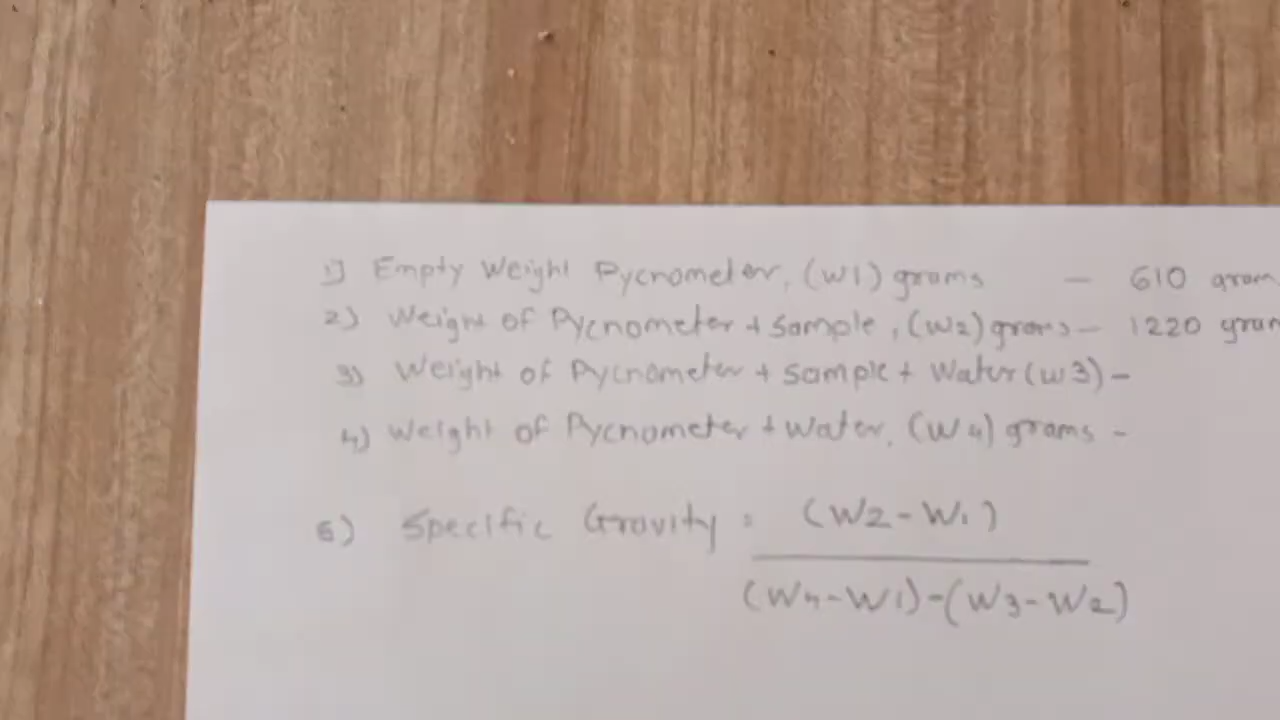 1) Empty Weight Pycnometer, (W1) grams - 610 gram
2) Weight of Pycnometer + Sample, (W2) grams - 1220 gram
3) Weight of Pycnometer + Sample + Water (W3) -
4) Weight of Pycnometer + Water, (W4) grams -
5) Specific Gravity = (W2-W1)
(W4-W1)-(W3-W2)